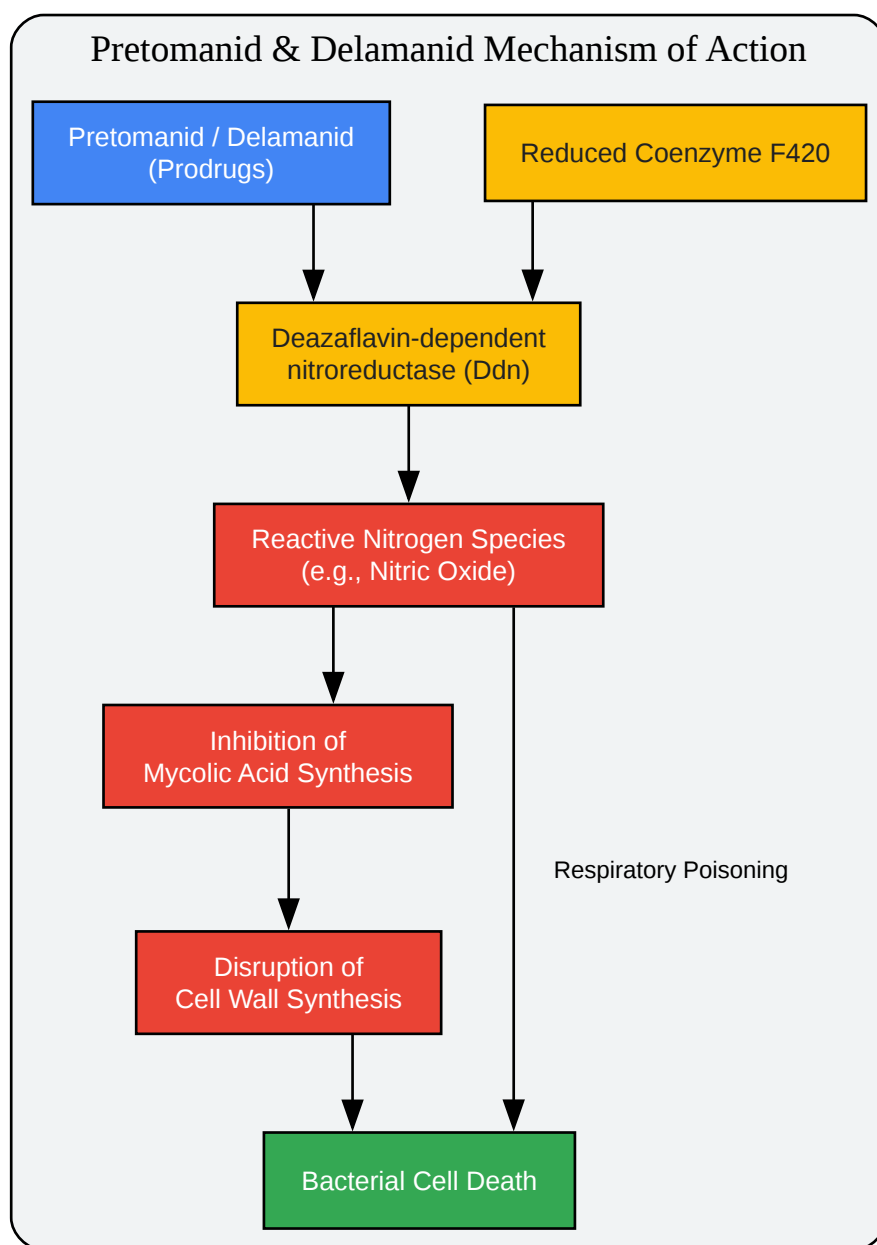 Pretomanid & Delamanid Mechanism of Action
Pretomanid / Delamanid
(Prodrugs)
Reduced Coenzyme F420
Deazaflavin-dependent
nitroreductase (Ddn)
Reactive Nitrogen Species
(e.g., Nitric Oxide)
Inhibition of
Mycolic Acid Synthesis
Respiratory Poisoning
Disruption of
Cell Wall Synthesis
Bacterial Cell Death